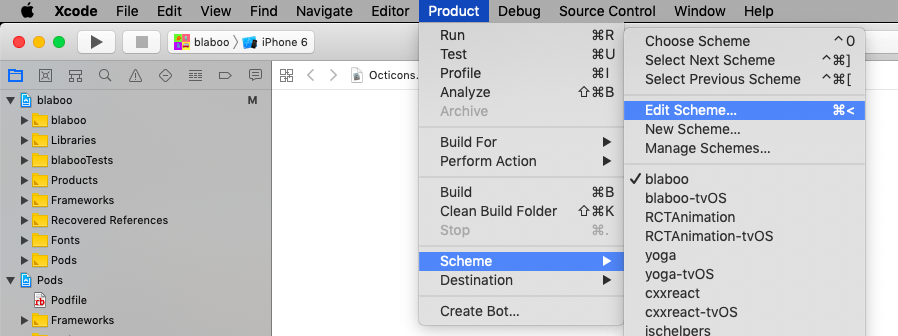 Xcode File Edit View Find Navigate Editor Product Debug Source Control Window Help
blaboo iPhone 6
Octicons.
blaboo M
blaboo
Libraries
blabooTests
Products
Frameworks
Recovered References
Fonts
Pods
Pods
Podfile
Frameworks
Run ⌘R
Test ⌘U
Profile ⌘I
Analyze ⇧⌘B
Archive
Build For
Perform Action
Build ⌘B
Clean Build Folder ⇧⌘K
Stop ⌘.
Scheme
Destination
Create Bot...
Choose Scheme ^0
Select Next Scheme ^⌘]
Select Previous Scheme ^⌘[
Edit Scheme... ⌘<
New Scheme...
Manage Schemes...
✓ blaboo
blaboo-tvOS
RCTAnimation
RCTAnimation-tvOS
yoga
yoga-tvOS
cxxreact
cxxreact-tvOS
jschelpers